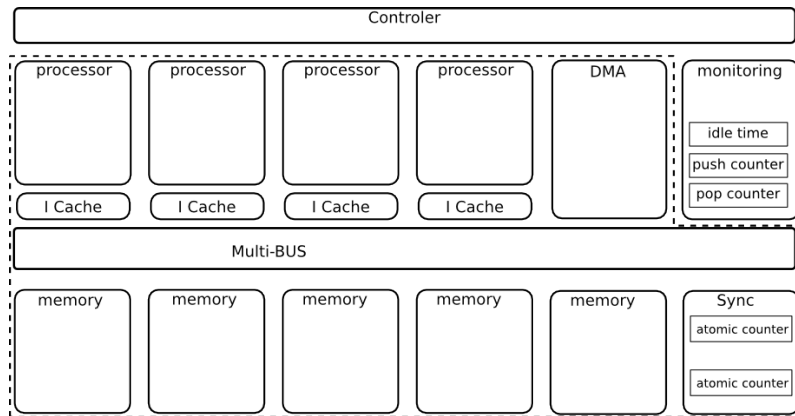 Controler
processor
processor
processor
processor
DMA
monitoring
idle time
push counter
pop counter
I Cache
I Cache
I Cache
I Cache
Multi-BUS
memory
memory
memory
memory
memory
Sync
atomic counter
atomic counter